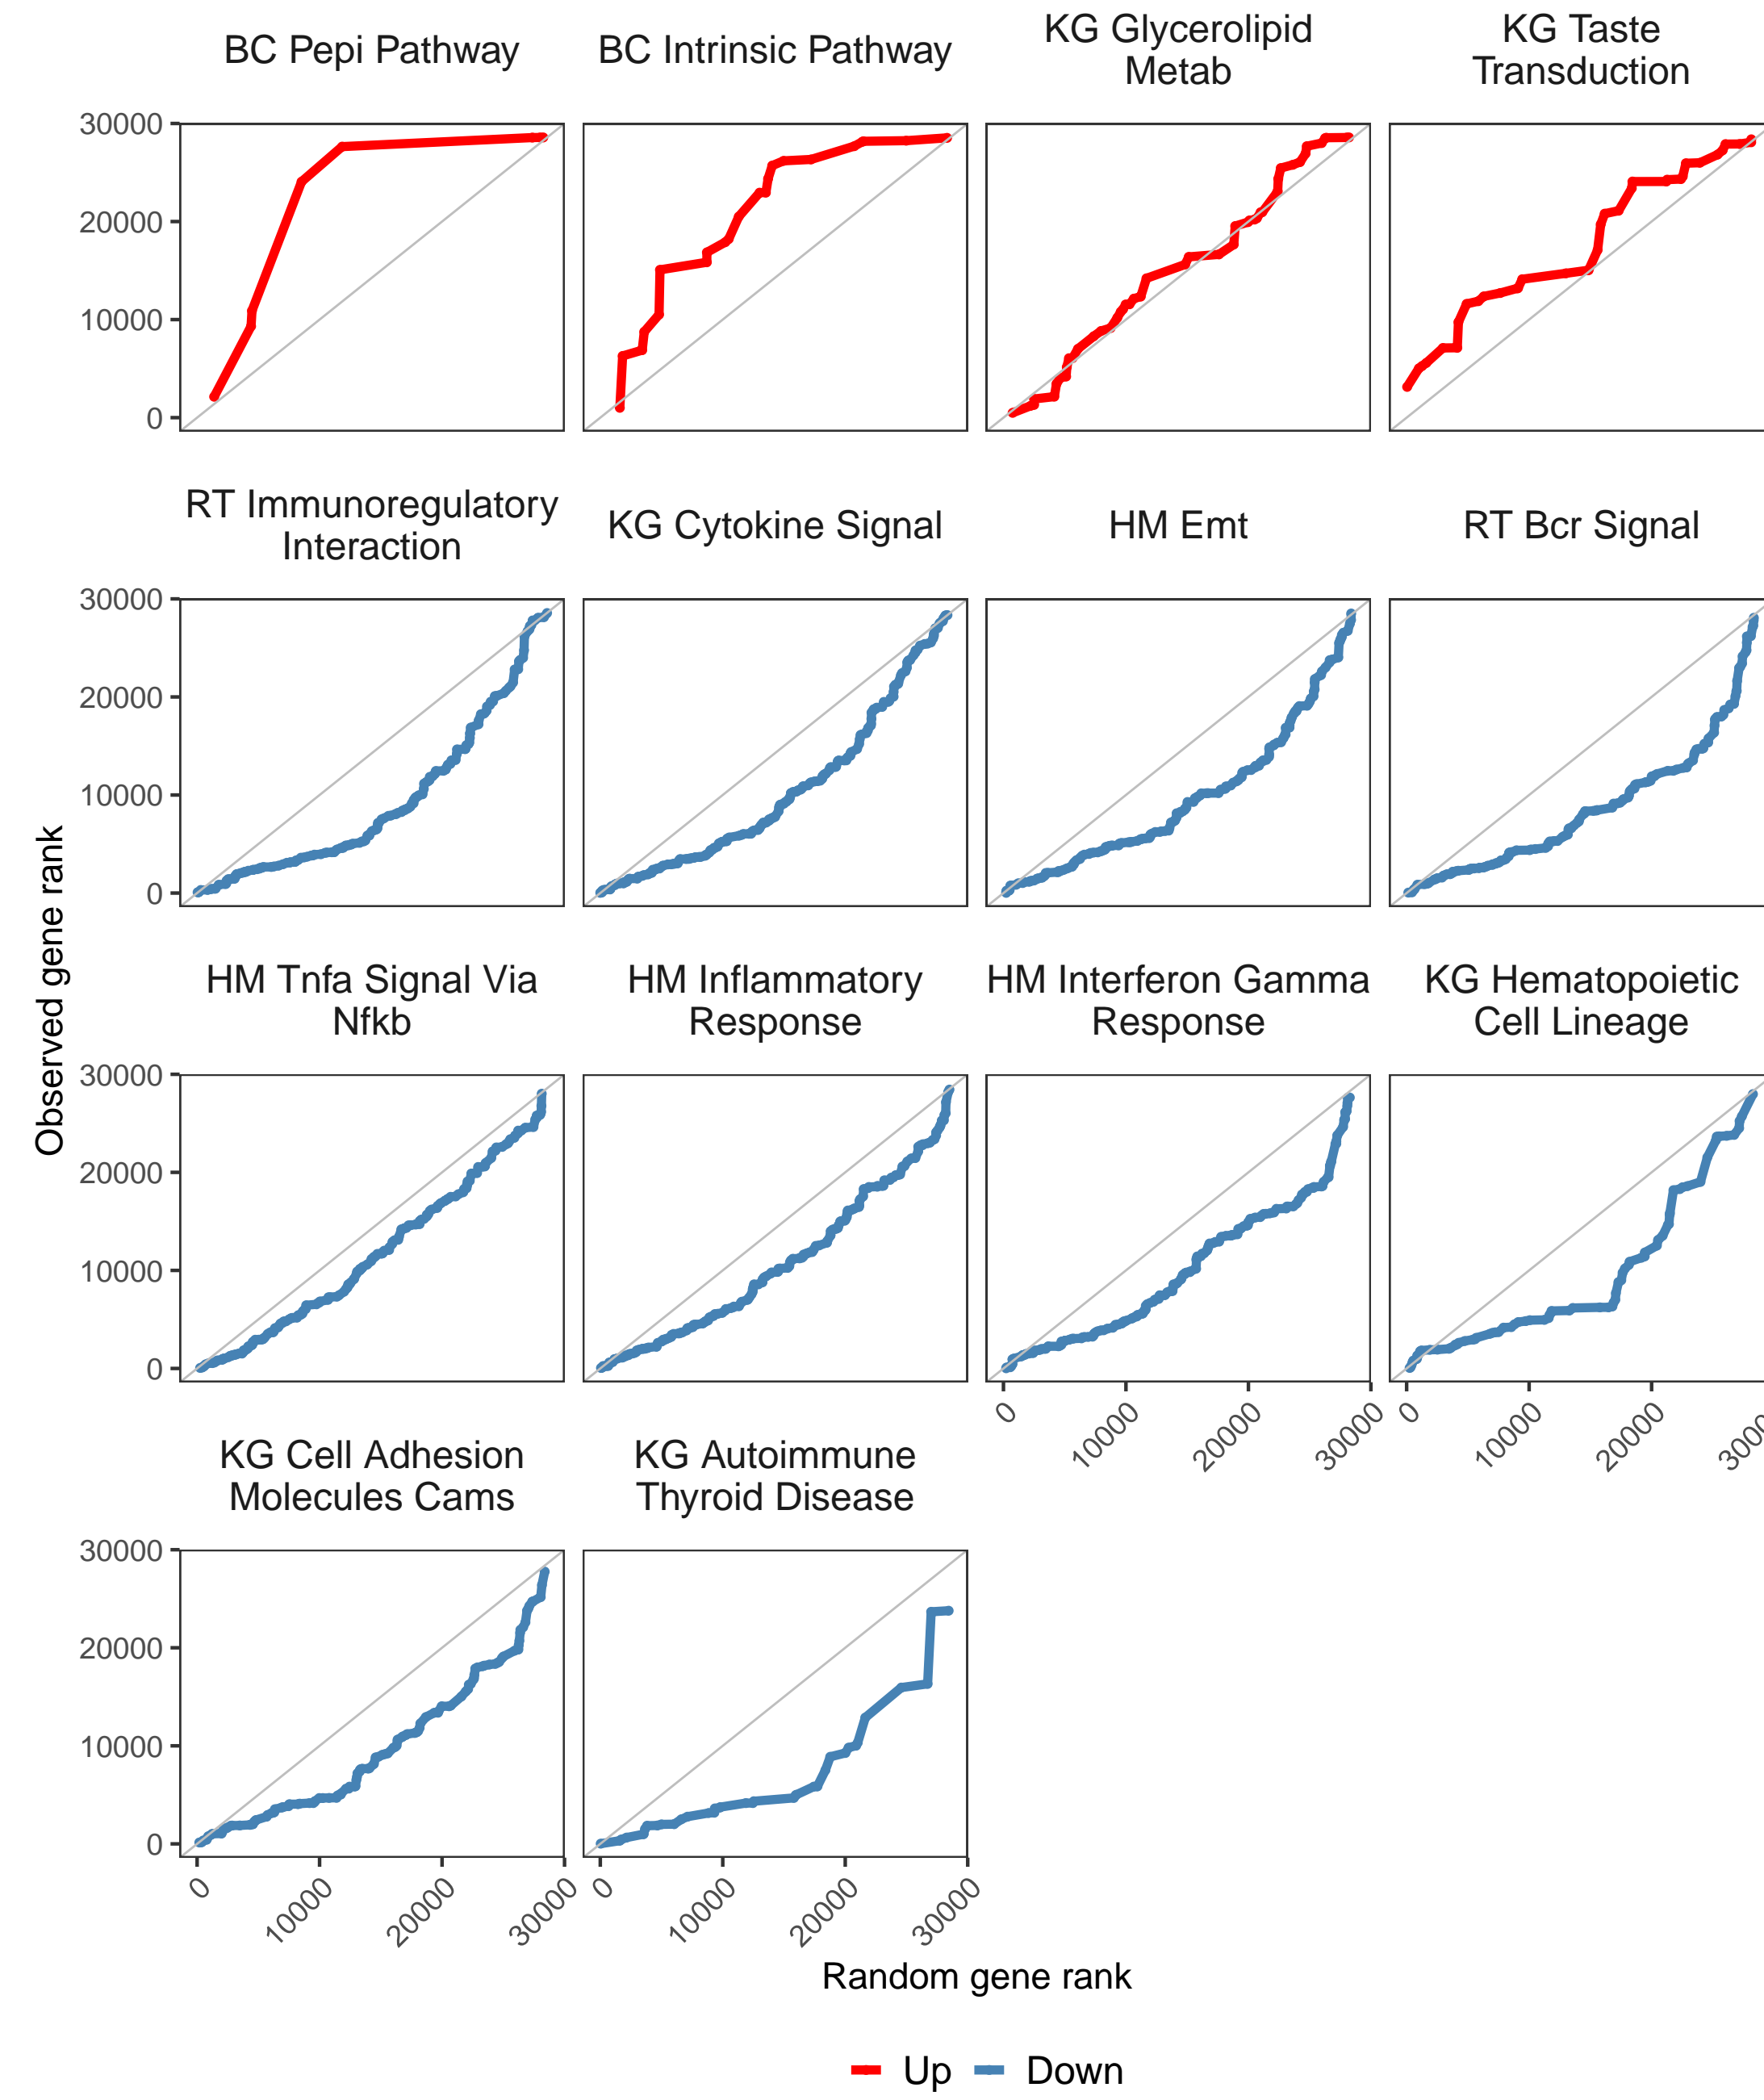 BC Pepi Pathway
BC Intrinsic Pathway
KG Glycerolipid
Metab
KG Taste
Transduction
30000
20000
10000
0
RT Immunoregulatory
Interaction
KG Cytokine Signal
HM Emt
RT Bcr Signal
30000
20000
10000
0
Observed gene rank
HM Tnfa Signal Via
Nfkb
HM Inflammatory
Response
HM Interferon Gamma
Response
KG Hematopoietic
Cell Lineage
30000
20000
10000
0
0
10000
20000
30000
0
10000
20000
KG Cell Adhesion
Molecules Cams
KG Autoimmune
Thyroid Disease
30000
20000
10000
0
0
10000
20000
30000
0
10000
20000
30000
Random gene rank
Up
Down